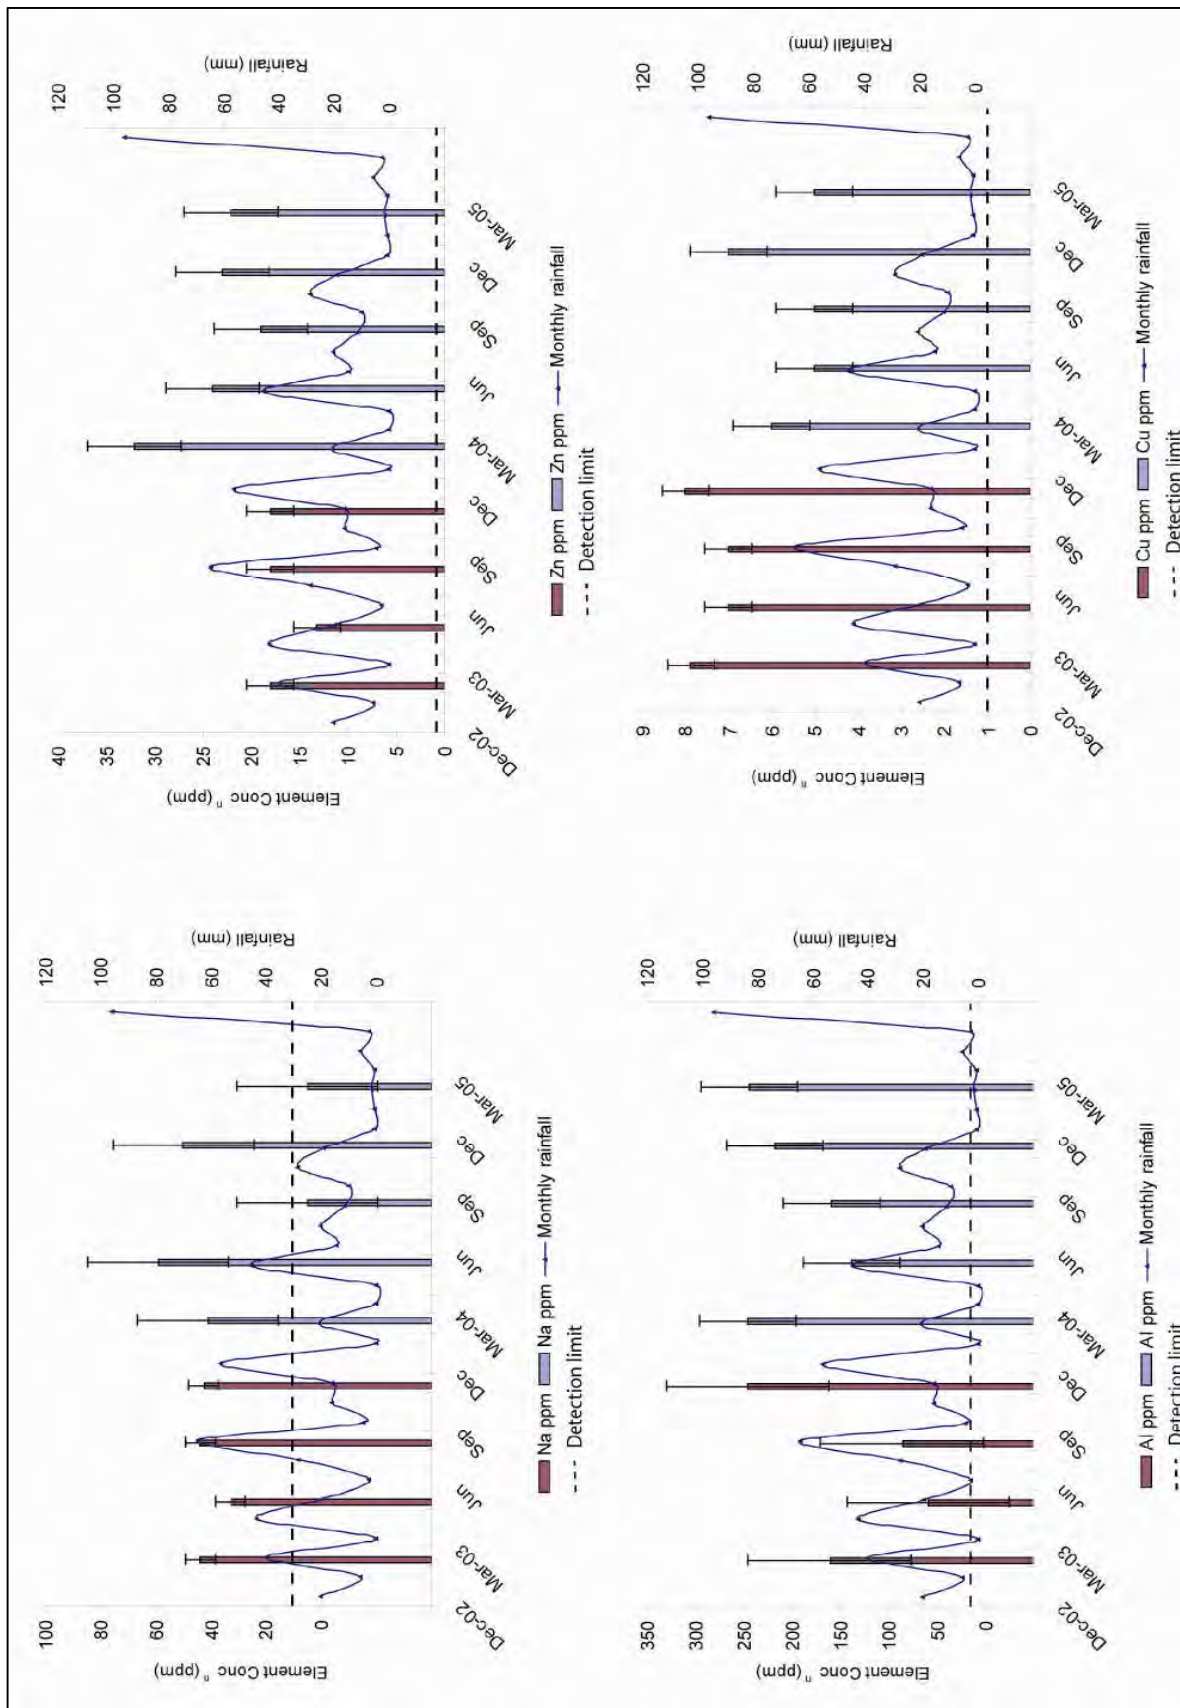 Element Conc n (ppm)
100
80
60
40
20
0
Rainfall (mm)
120
100
80
60
40
20
0
Dec-02
Mar-03
Jun
Sep
Dec
Mar-04
Jun
Sep
Dec
Mar-05
Na ppm Na ppm Monthly rainfall
Detection limit
Element Conc n (ppm)
40
35
30
25
20
15
10
5
0
Rainfall (mm)
120
100
80
60
40
20
0
Dec-02
Mar-03
Jun
Sep
Dec
Mar-04
Jun
Sep
Dec
Mar-05
Zn ppm Zn ppm Monthly rainfall
Detection limit
Element Conc n (ppm)
350
300
250
200
150
100
50
0
Rainfall (mm)
120
100
80
60
40
20
0
Dec-02
Mar-03
Jun
Sep
Dec
Mar-04
Jun
Sep
Dec
Mar-05
Al ppm Al ppm Monthly rainfall
Detection limit
Element Conc n (ppm)
9
8
7
6
5
4
3
2
1
0
Rainfall (mm)
120
100
80
60
40
20
0
Dec-02
Mar-03
Jun
Sep
Dec
Mar-04
Jun
Sep
Dec
Mar-05
Cu ppm Cu ppm Monthly rainfall
Detection limit